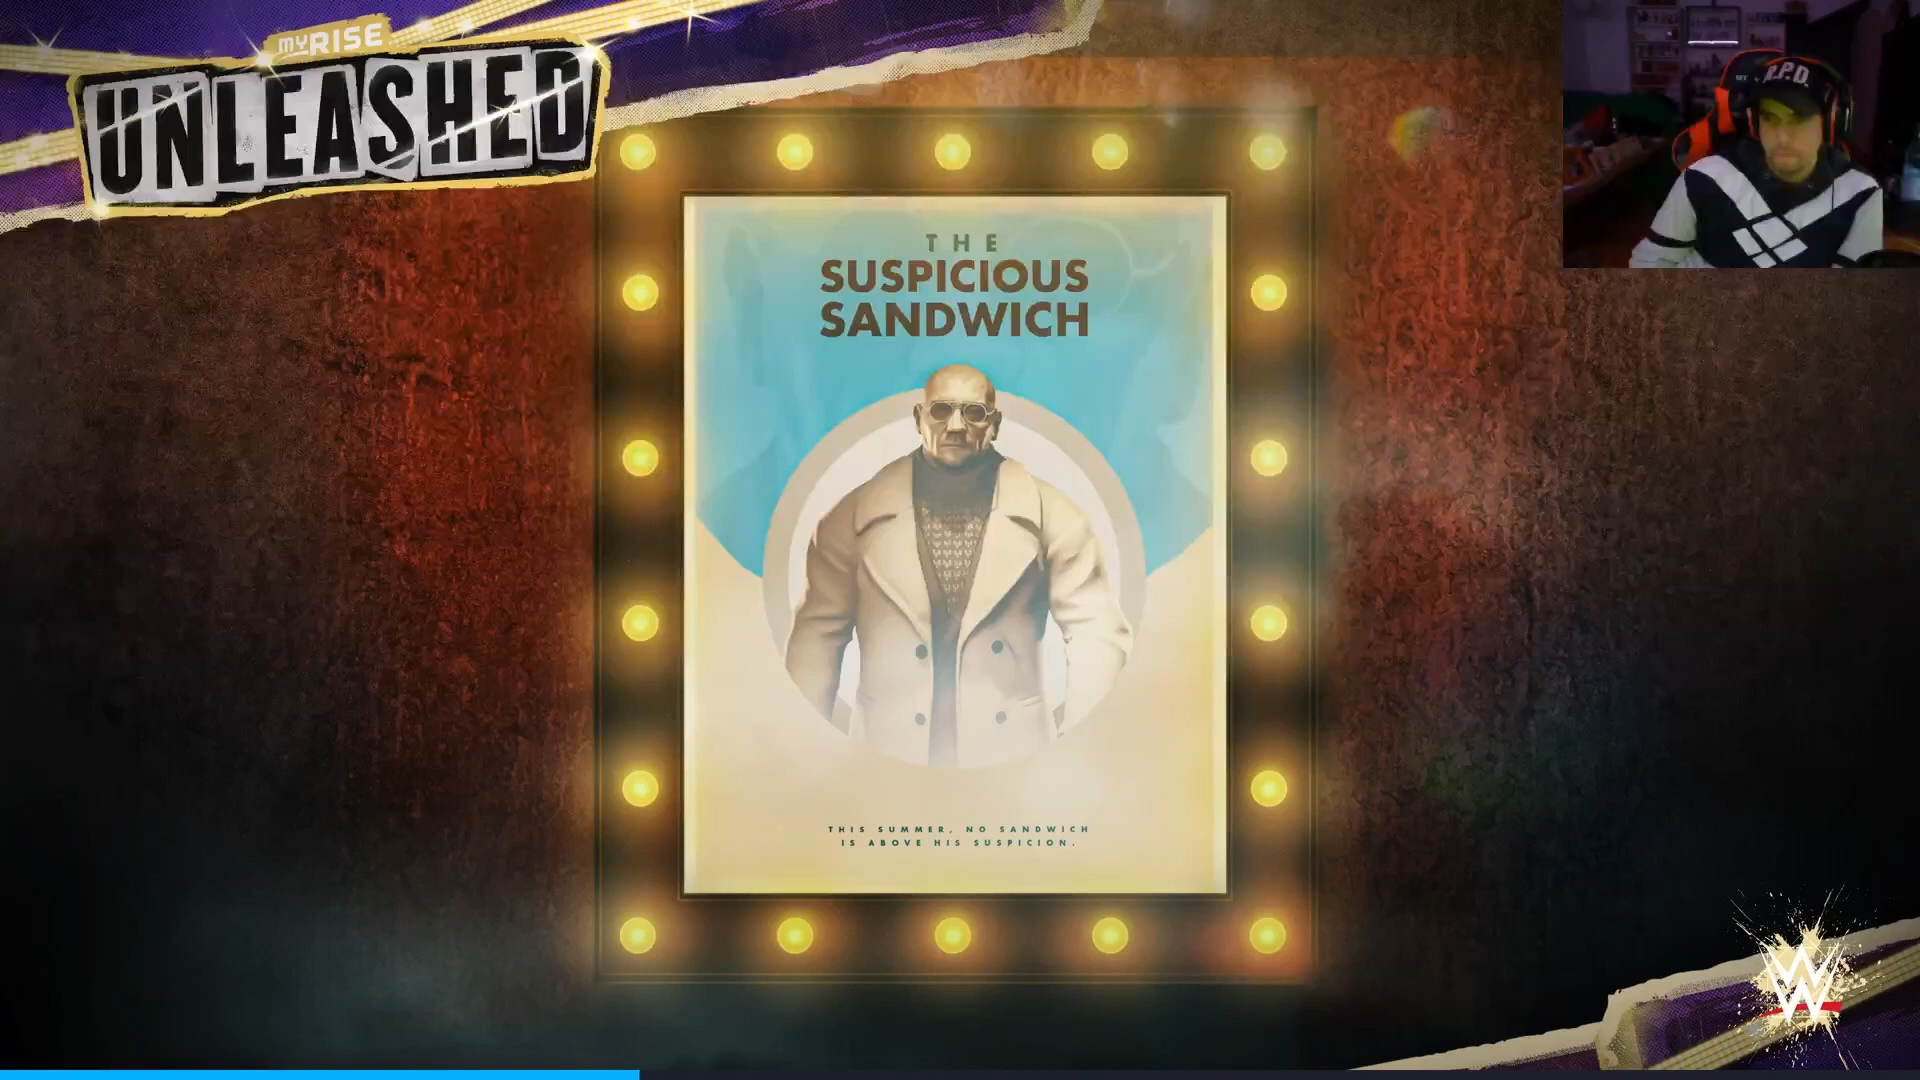 MyRISE
UNLEASHED
R.P.D.
THE
SUSPICIOUS
SANDWICH
THIS SUMMER, NO SANDWICH
IS ABOVE HIS SUSPICION.
W